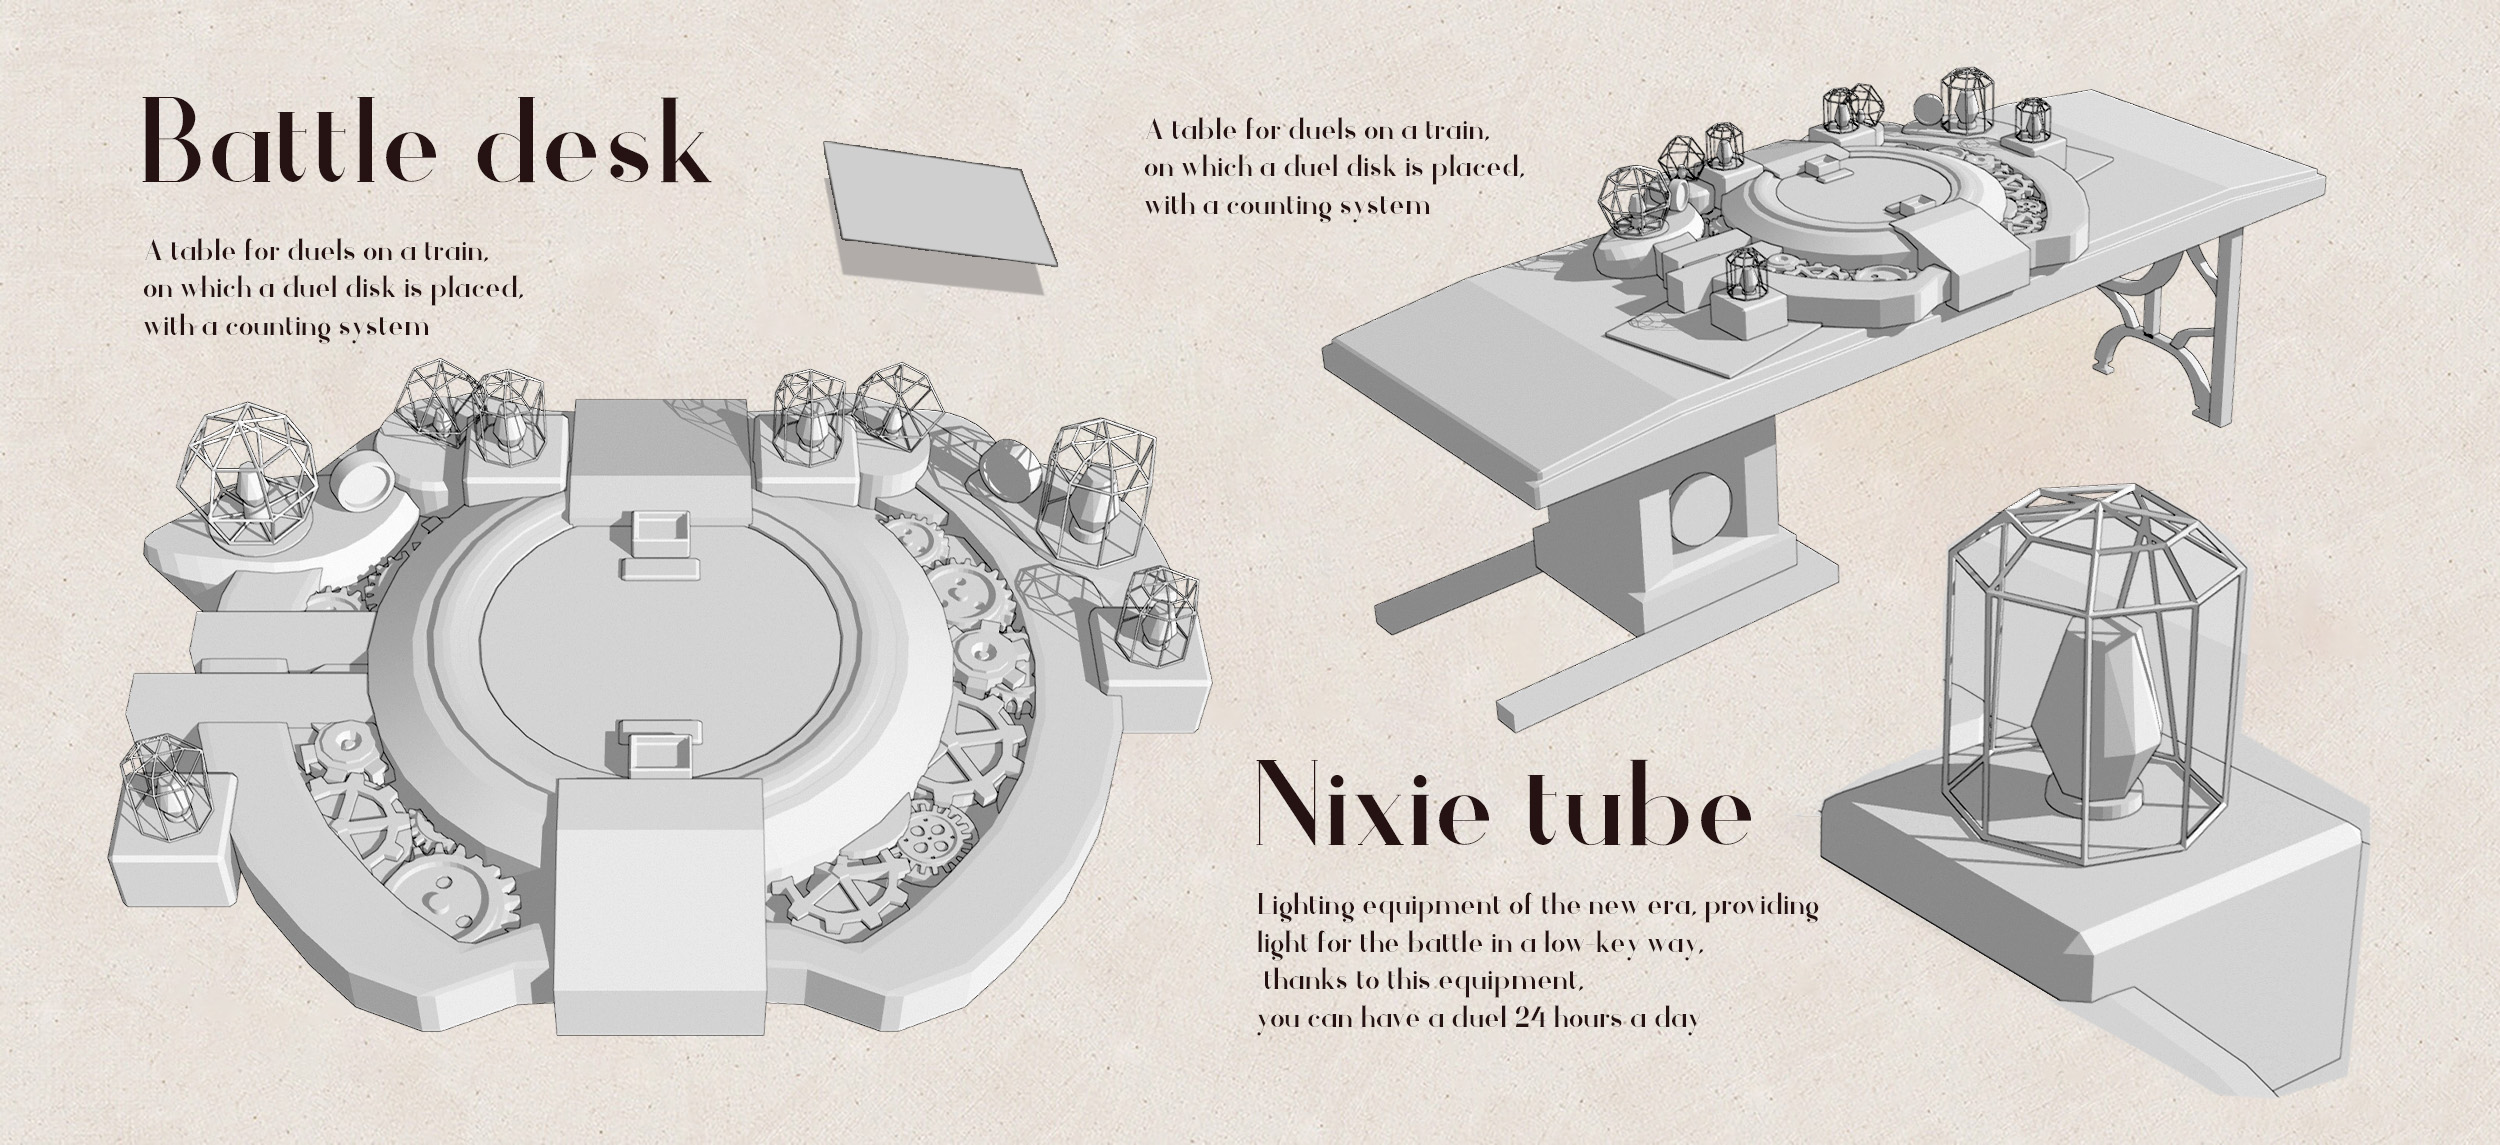 Battle desk
A table for duels on a train,
on which a duel disk is placed,
with a counting system
A table for duels on a train,
on which a duel disk is placed,
with a counting system
Nixie tube
Lighting equipment of the new era, providing
light for the battle in a low-key way,
thanks to this equipment,
you can have a duel 24 hours a day